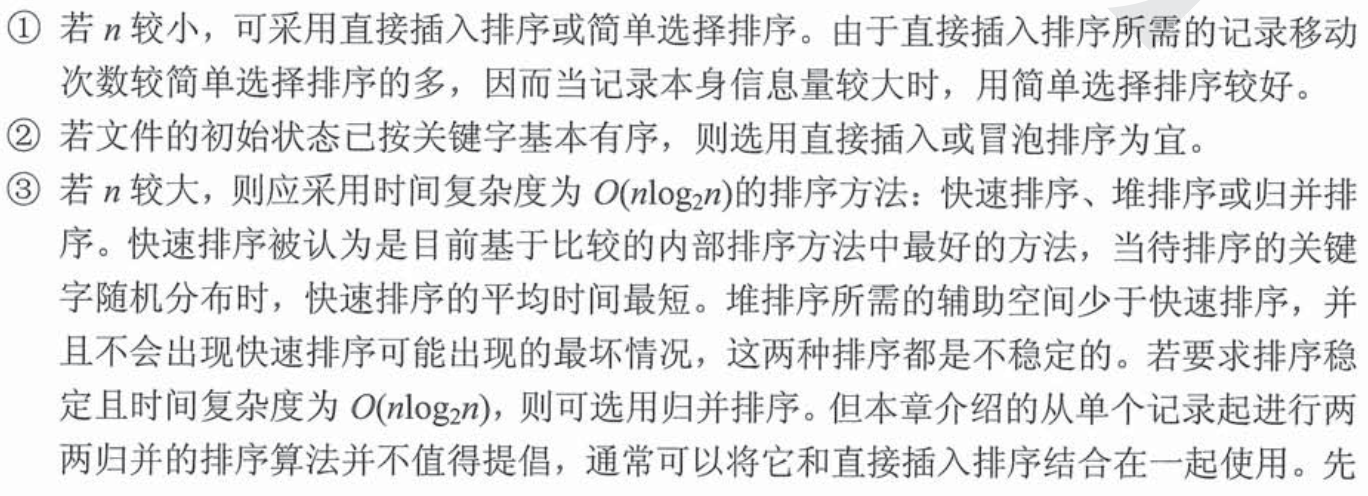 ① 若 n 较小，可采用直接插入排序或简单选择排序。由于直接插入排序所需的记录移动
次数较简单选择排序的多，因而当记录本身信息量较大时，用简单选择排序较好。
② 若文件的初始状态已按关键字基本有序，则选用直接插入或冒泡排序为宜。
③ 若 n 较大，则应采用时间复杂度为 O(nlog₂n)的排序方法：快速排序、堆排序或归并排
序。快速排序被认为是目前基于比较的内部排序方法中最好的方法，当待排序的关键
字随机分布时，快速排序的平均时间最短。堆排序所需的辅助空间少于快速排序，并
且不会出现快速排序可能出现的最坏情况，这两种排序都是不稳定的。若要求排序稳
定且时间复杂度为 O(nlog₂n)，则可选用归并排序。但本章介绍的从单个记录起进行两
两归并的排序算法并不值得提倡，通常可以将它和直接插入排序结合在一起使用。先